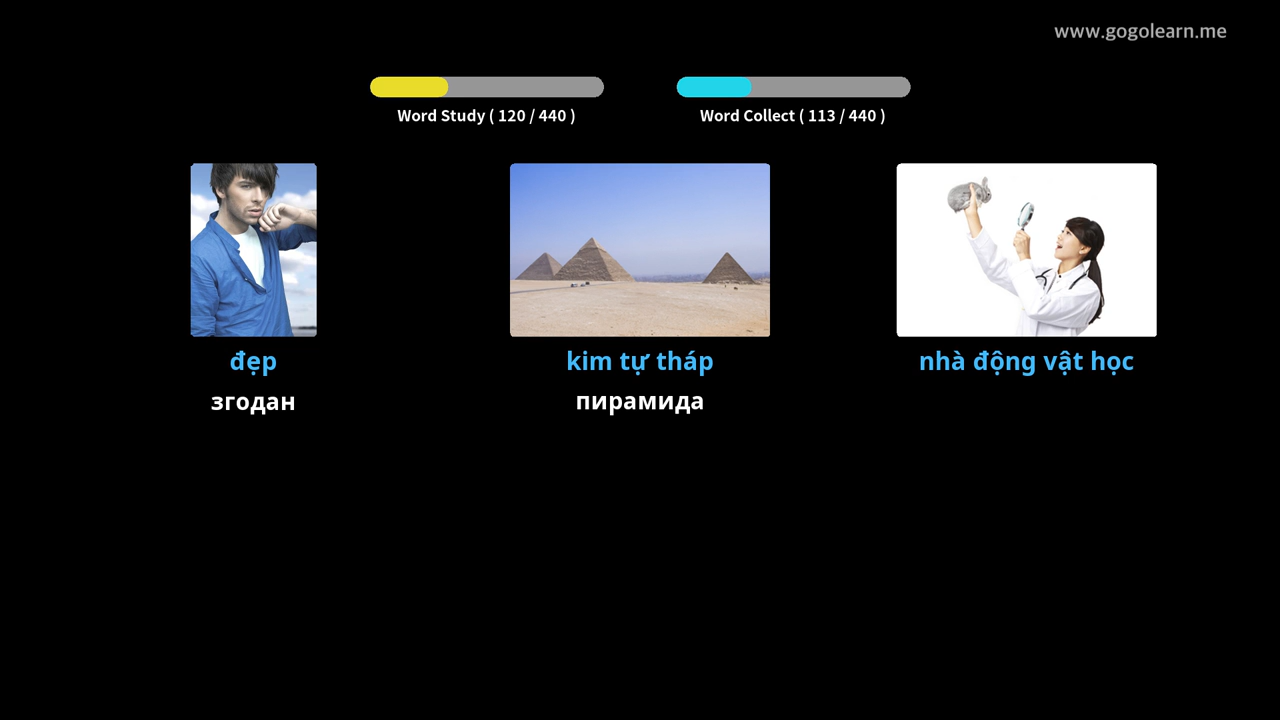 www.gogolearn.me
Word Study ( 120 / 440 )
Word Collect ( 113 / 440 )
đẹp
kim tự tháp
nhà động vật học
згодан
пирамида